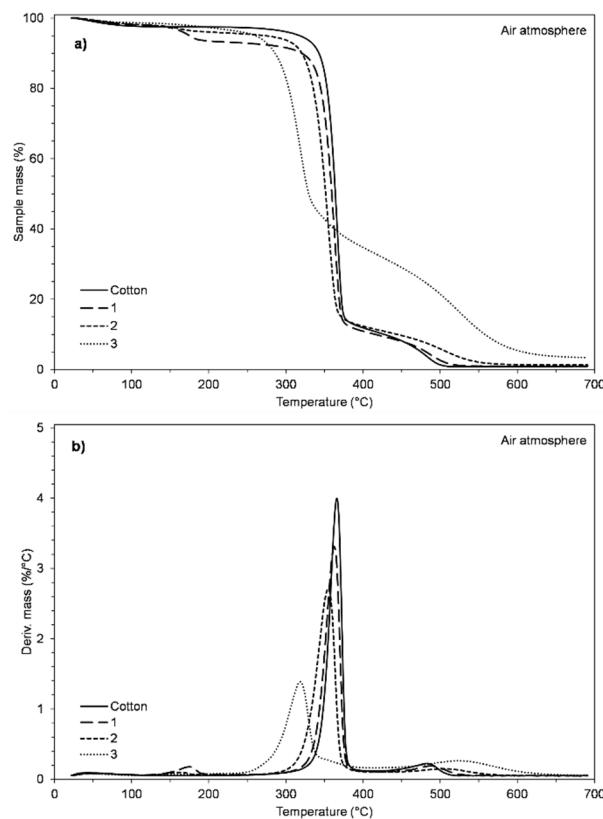 100
a)
Air atmosphere
80
60
40
20
0
Sample mass (%)
Cotton
1
2
3
0 100 200 300 400 500 600 700
Temperature (°C)
5
b)
Air atmosphere
4
3
2
1
0
Deriv. mass (%/°C)
Cotton
1
2
3
0 100 200 300 400 500 600 700
Temperature (°C)